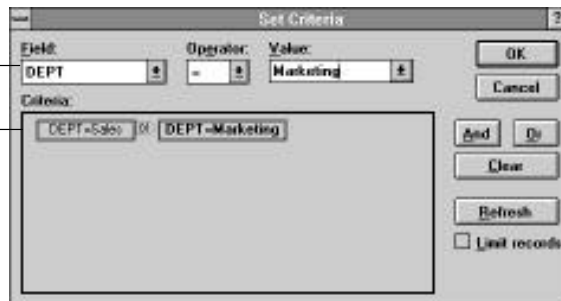 Set Criteria ?
Field: Operator: Value:
DEPT = Marketing
OK
Cancel
Criteria:
DEPT=Sales or DEPT=Marketing
And Or
Clear
Refresh
Limit records